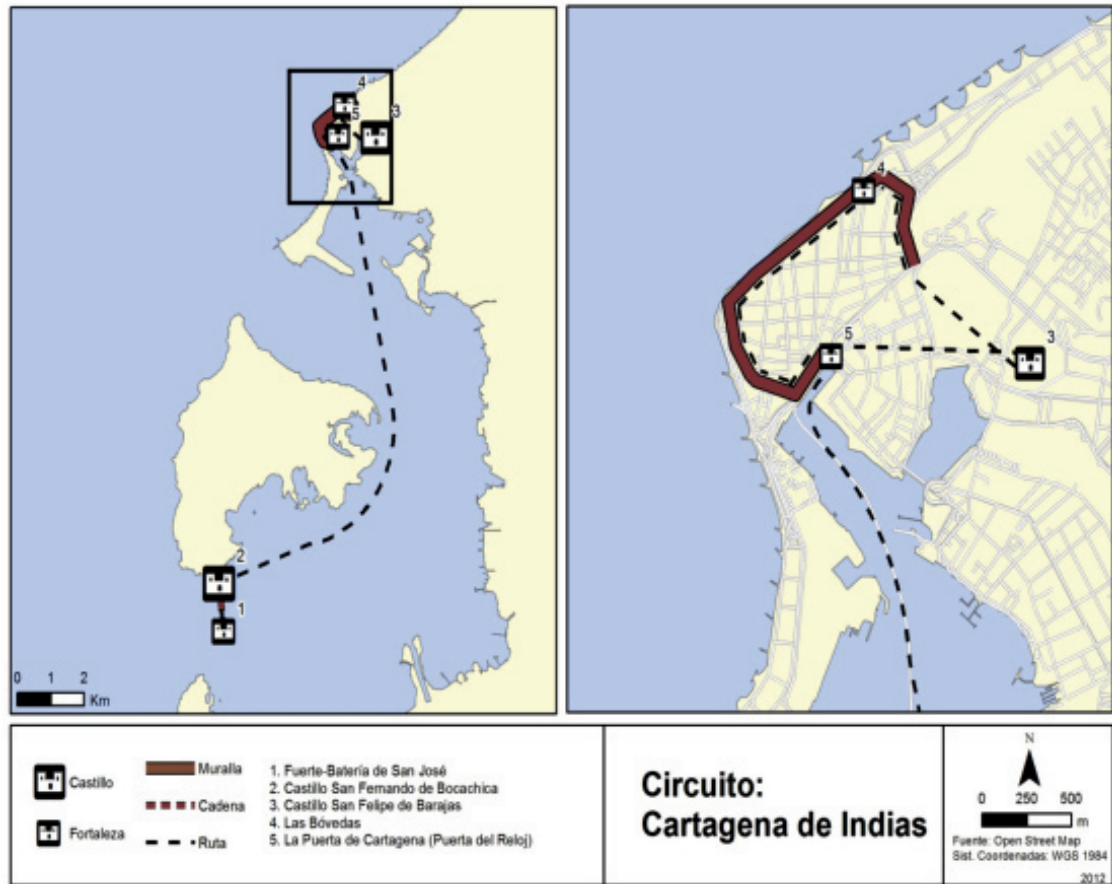 4
5
3
2
1
0 1 2
Km
4
5
3
Castillo
Fortaleza
Muralla
Cadena
Ruta
1. Fuerte-Batería de San José
2. Castillo San Fernando de Bocachica
3. Castillo San Felipe de Barajas
4. Las Bóvedas
5. La Puerta de Cartagena (Puerta del Reloj)
Circuito:
Cartagena de Indias
N
0 250 500
m
Fuente: Open Street Map
Sist. Coordenadas: WGS 1984
2012